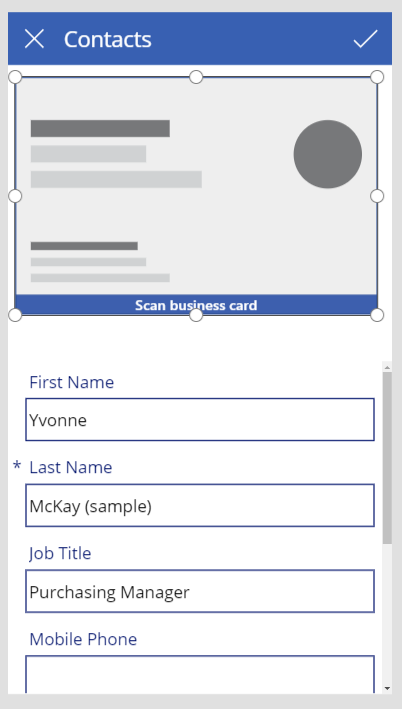 Contacts
Scan business card
First Name
Yvonne
* Last Name
McKay (sample)
Job Title
Purchasing Manager
Mobile Phone